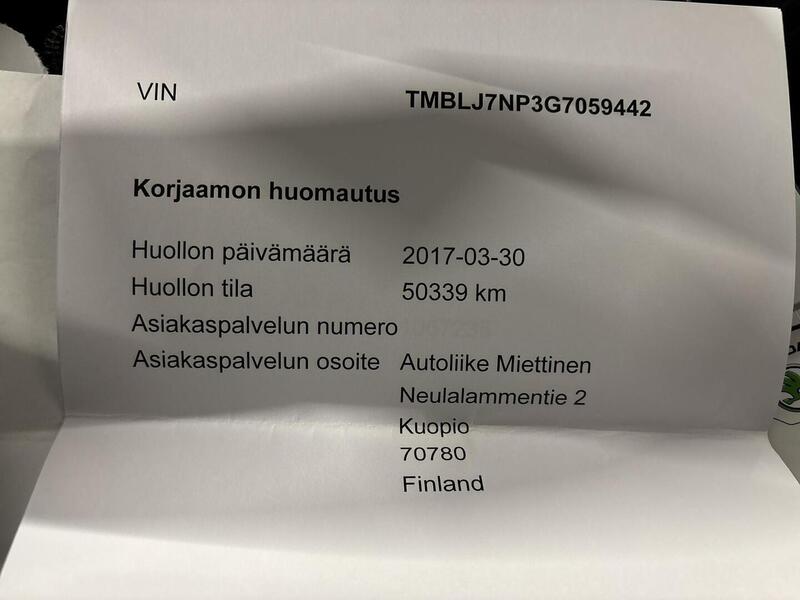 VIN TMBLJ7NP3G7059442
Korjaamon huomautus
Huollon päivämäärä 2017-03-30
Huollon tila 50339 km
Asiakaspalvelun numero
Asiakaspalvelun osoite Autoliike Miettinen
Neulalammentie 2
Kuopio
70780
Finland